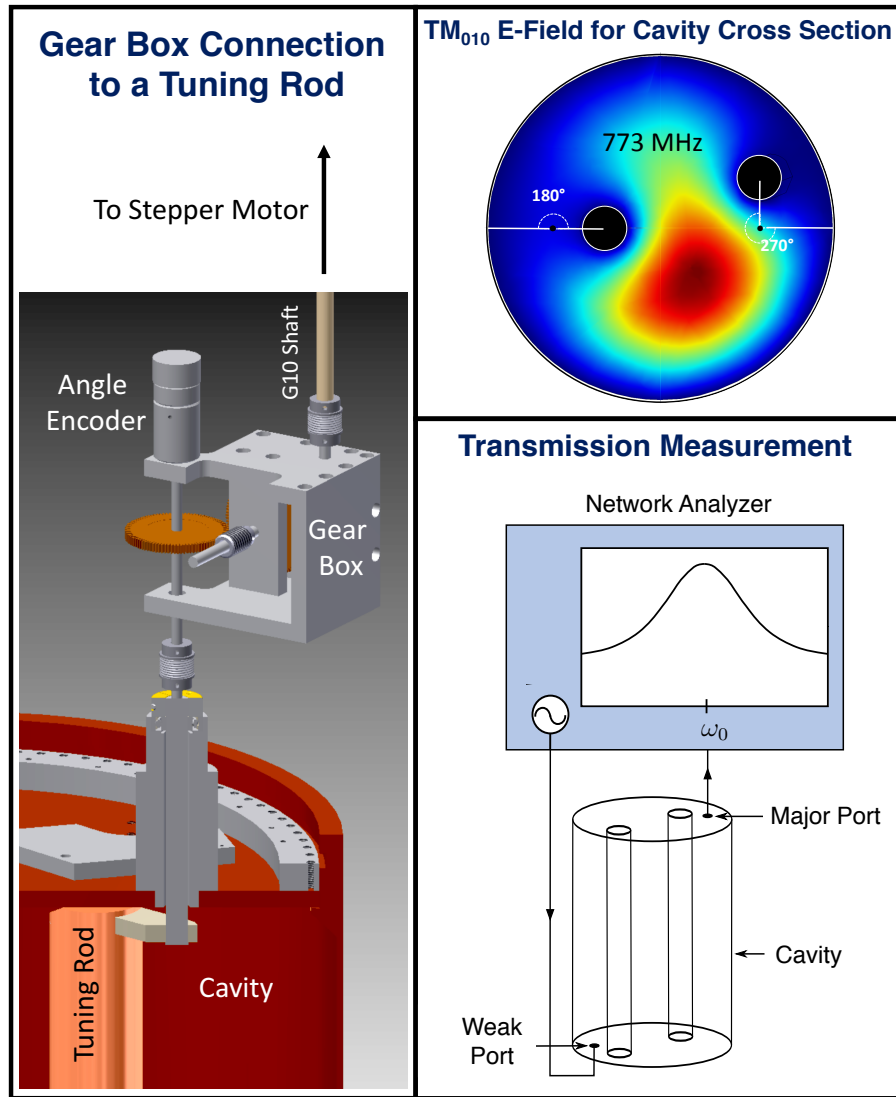 Gear Box Connection
to a Tuning Rod
To Stepper Motor
G10 Shaft
Angle
Encoder
Gear
Box
Tuning Rod
Cavity
TM₀₁₀ E-Field for Cavity Cross Section
773 MHz
180°
270°
Transmission Measurement
Network Analyzer
ω₀
Major Port
Cavity
Weak
Port